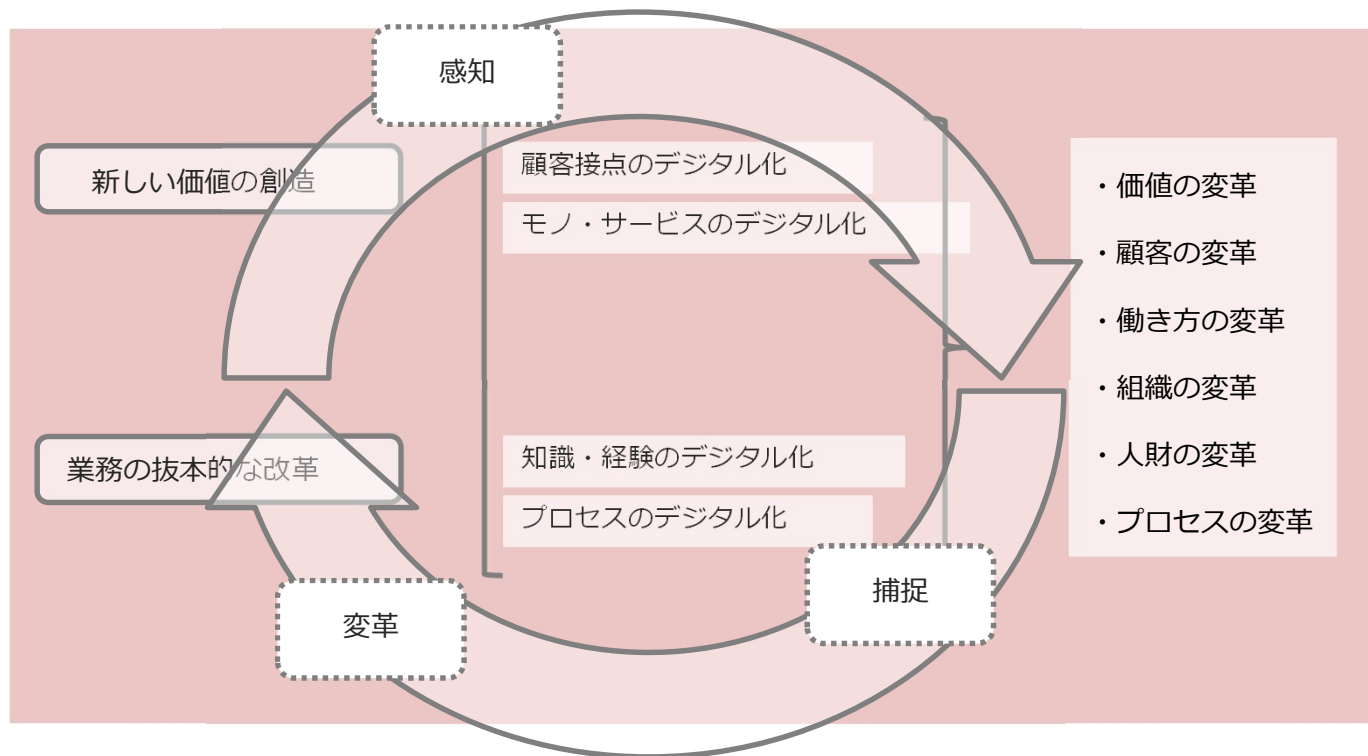 感知
新しい価値の創造
顧客接点のデジタル化
モノ・サービスのデジタル化
業務の抜本的な改革
知識・経験のデジタル化
プロセスのデジタル化
変革
捕捉
・価値の変革
・顧客の変革
・働き方の変革
・組織の変革
・人財の変革
・プロセスの変革